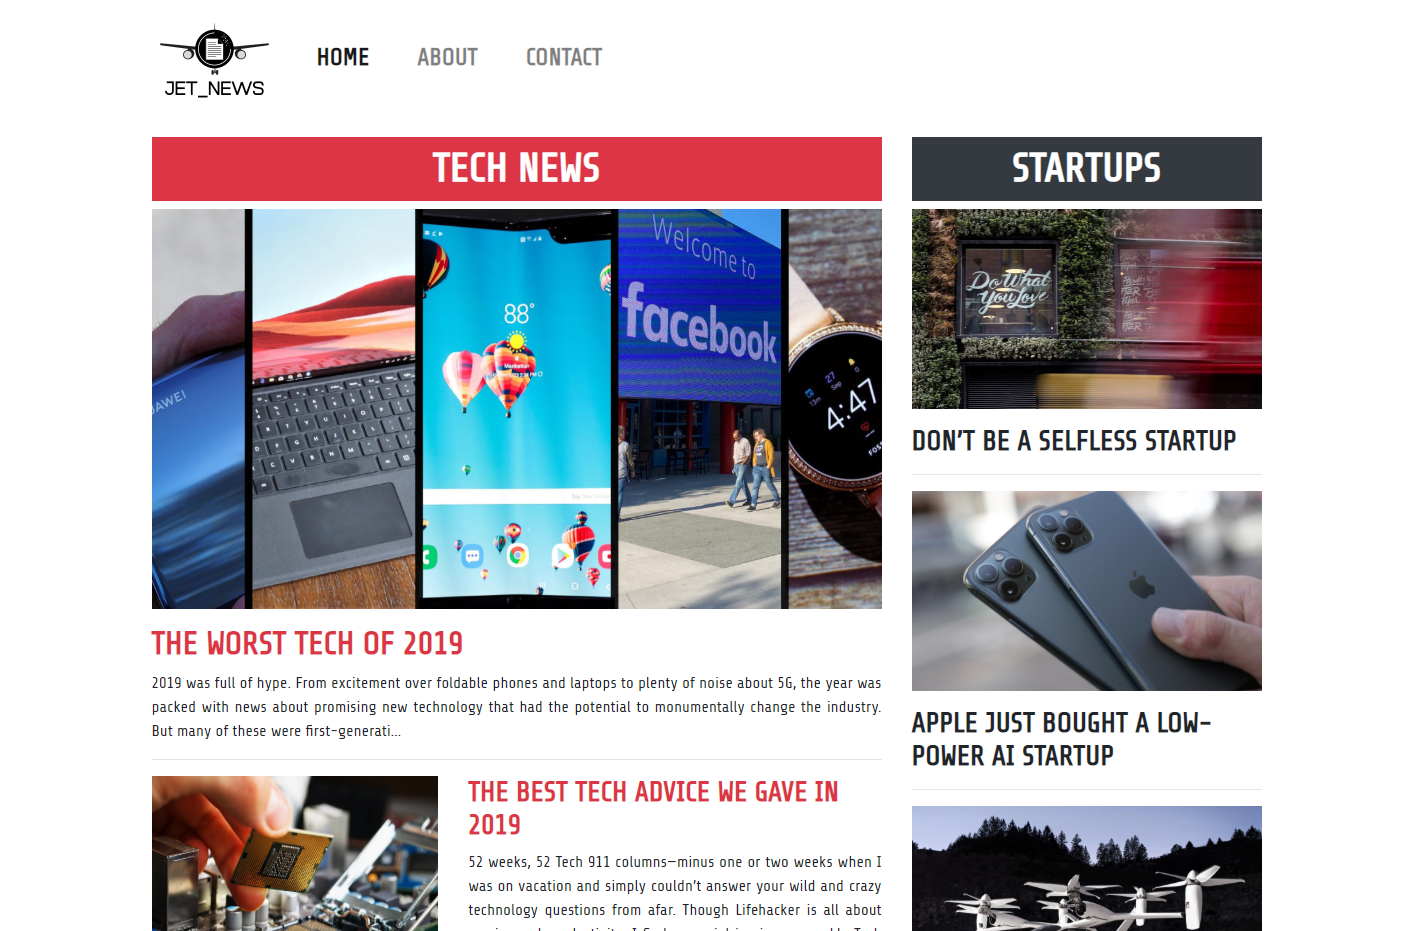 JET_NEWS
HOME
ABOUT
CONTACT
TECH NEWS
AWEI
88°
Manhattan
Welcome to
facebook
27
Sep
13m
4:47
FOSS
THE WORST TECH OF 2019
2019 was full of hype. From excitement over foldable phones and laptops to plenty of noise about 5G, the year was
packed with news about promising new technology that had the potential to monumentally change the industry.
But many of these were first-generati...
THE BEST TECH ADVICE WE GAVE IN
2019
52 weeks, 52 Tech 911 columns—minus one or two weeks when I
was on vacation and simply couldn't answer your wild and crazy
technology questions from afar. Though Lifehacker is all about
STARTUPS
Do What
You Love
DON'T BE A SELFLESS STARTUP
APPLE JUST BOUGHT A LOW-
POWER AI STARTUP